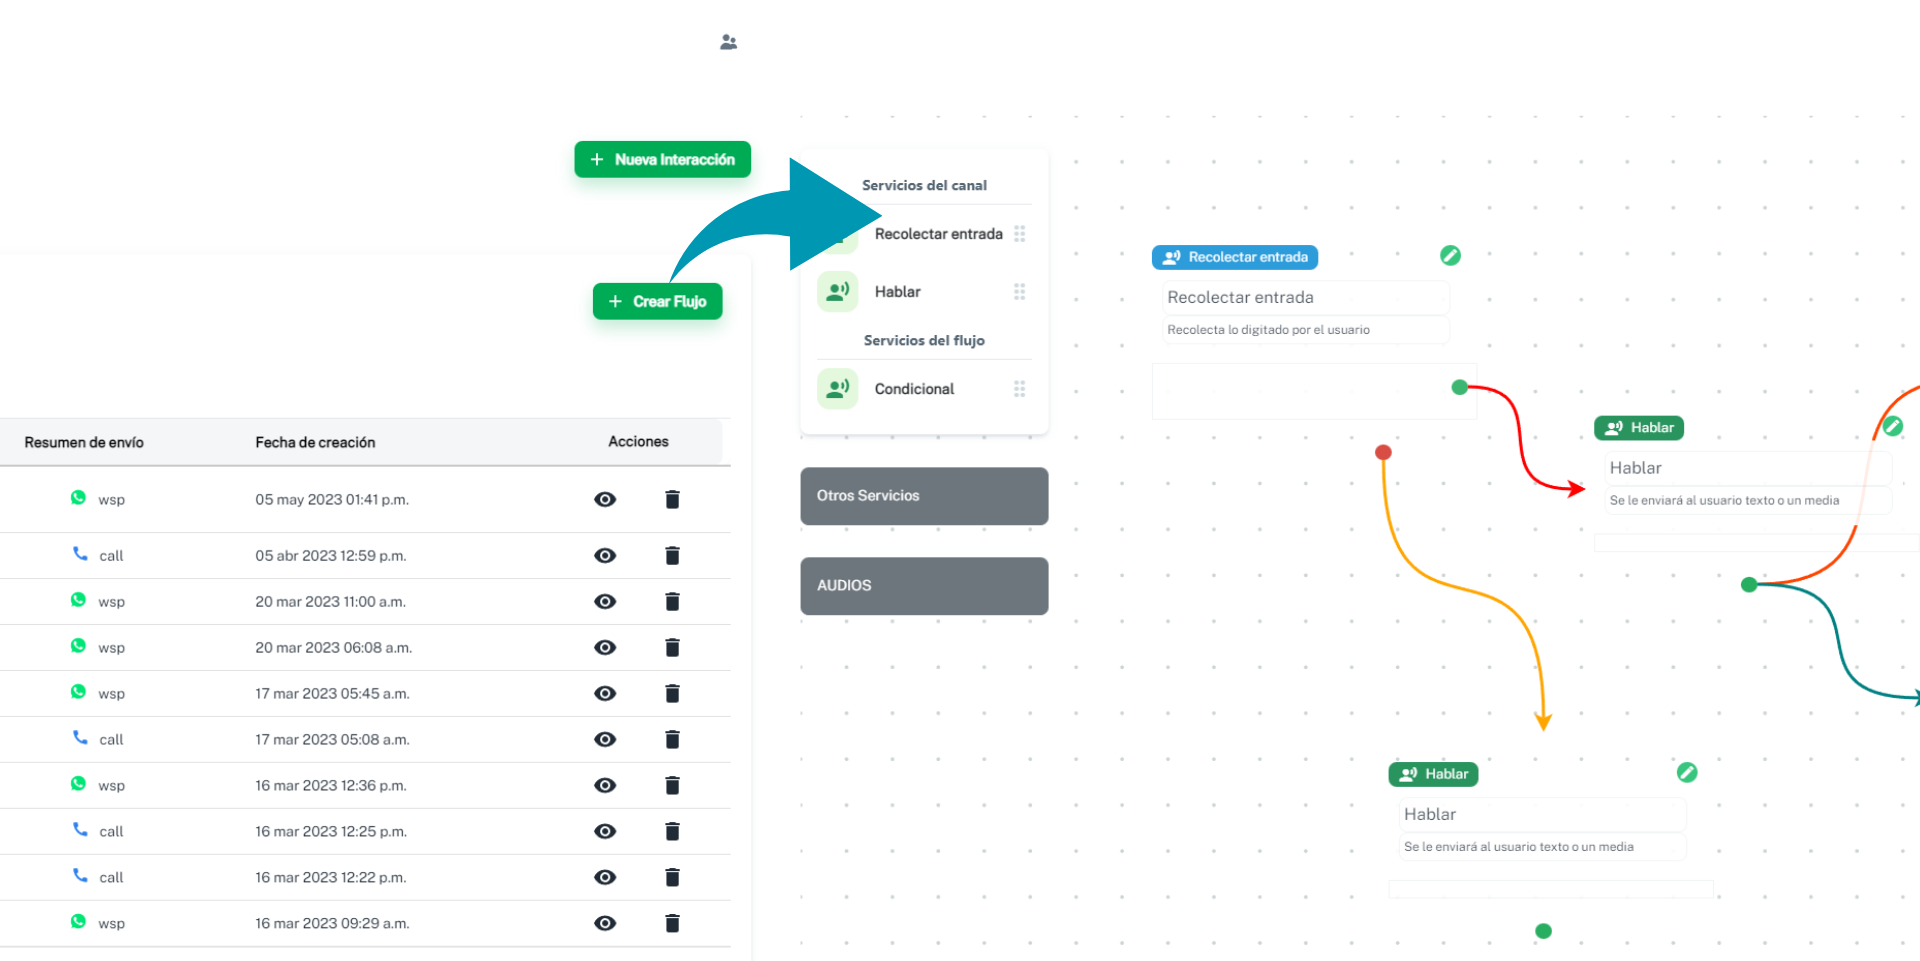 Nueva Interacción
Crear Flujo
Resumen de envío Fecha de creación Acciones
wsp 05 may 2023 01:41 p.m.
call 05 abr 2023 12:59 p.m.
wsp 20 mar 2023 11:00 a.m.
wsp 20 mar 2023 06:08 a.m.
wsp 17 mar 2023 05:45 a.m.
call 17 mar 2023 05:08 a.m.
wsp 16 mar 2023 12:36 p.m.
call 16 mar 2023 12:25 p.m.
call 16 mar 2023 12:22 p.m.
wsp 16 mar 2023 09:29 a.m.
Servicios del canal
Recolectar entrada
Hablar
Servicios del flujo
Condicional
Otros Servicios
AUDIOS
Recolectar entrada
Recolectar entrada
Recolecta lo digitado por el usuario
Hablar
Hablar
Se le enviará al usuario texto o un media
Hablar
Hablar
Se le enviará al usuario texto o un media